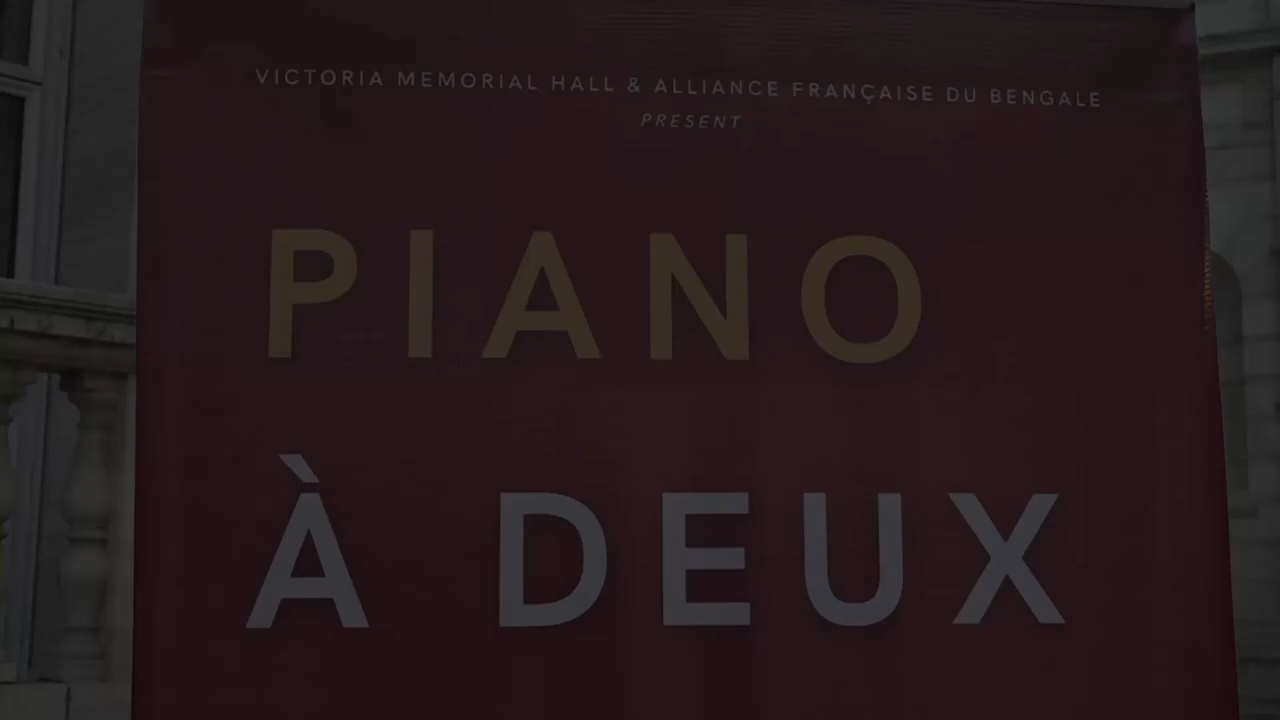 VICTORIA MEMORIAL HALL & ALLIANCE FRANÇAISE DU BENGALE
PRESENT
PIANO
À DEUX